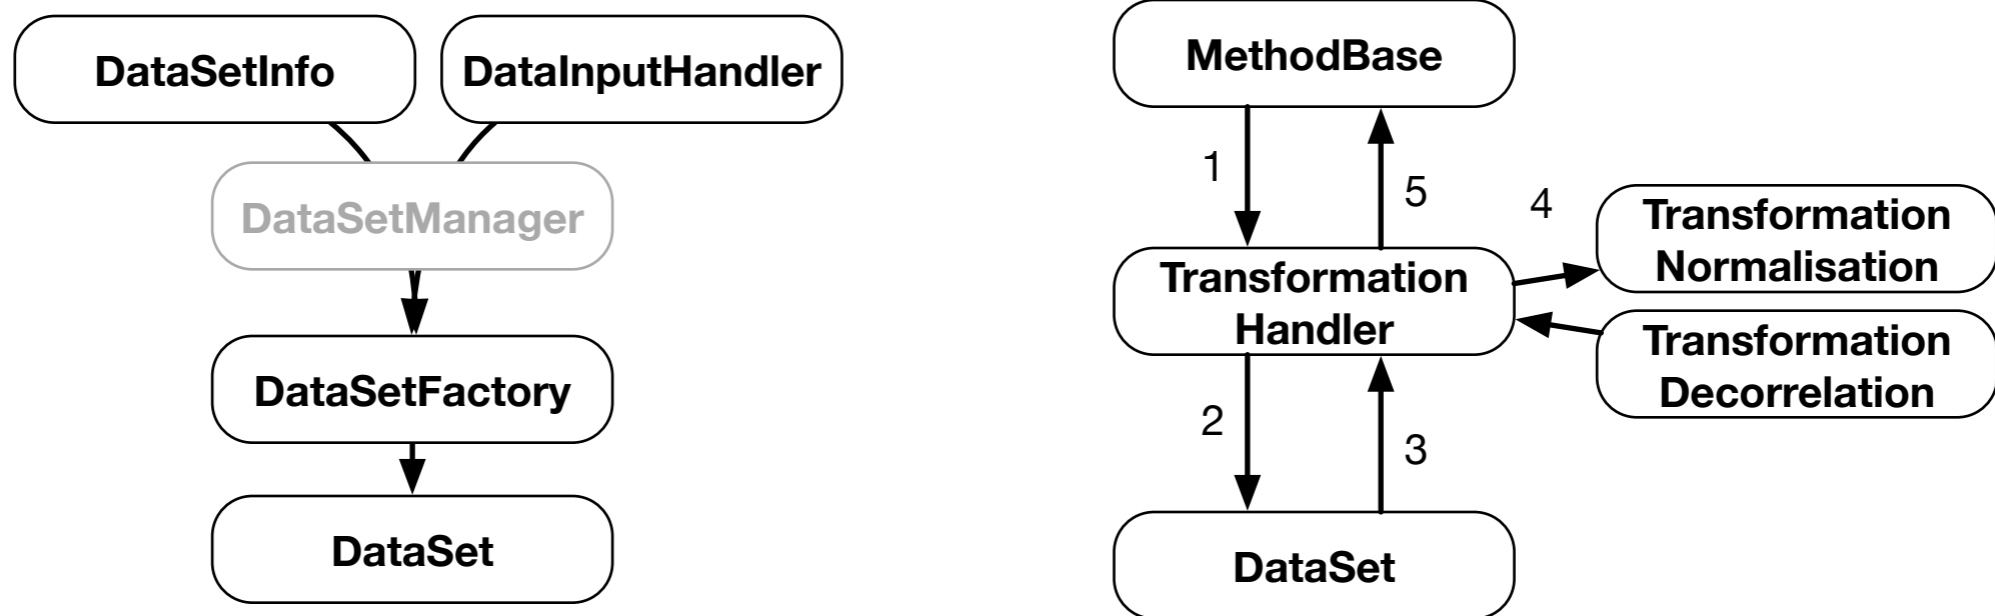 DataSetInfo
DataInputHandler
DataSetManager
DataSetFactory
DataSet
MethodBase
1
5
4
Transformation
Normalisation
Transformation
Handler
Transformation
Decorrelation
2
3
DataSet